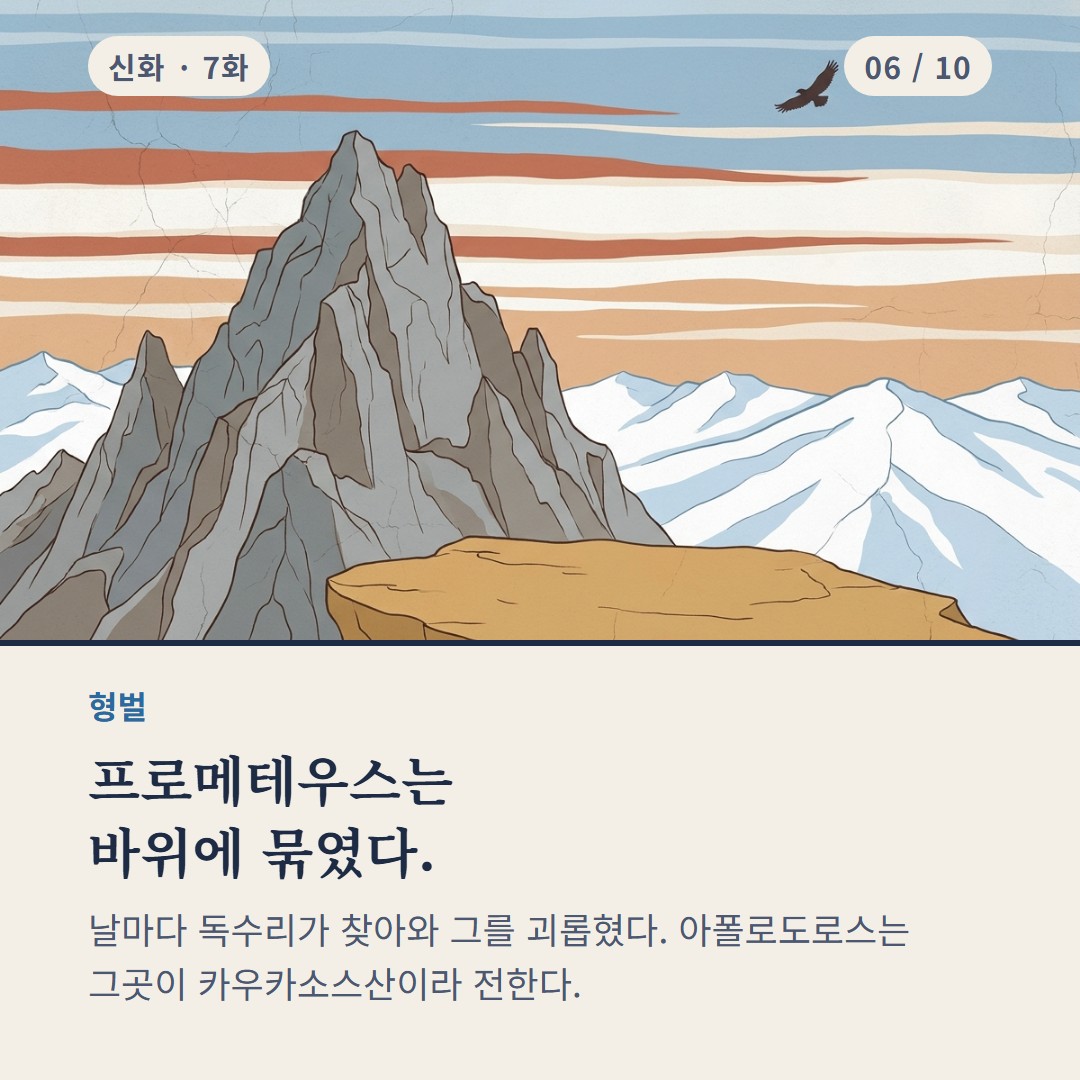 신화 · 7화
06 / 10
형벌
프로메테우스는
바위에 묶였다.
날마다 독수리가 찾아와 그를 괴롭혔다. 아폴로도로스는
그곳이 카우카소스산이라 전한다.